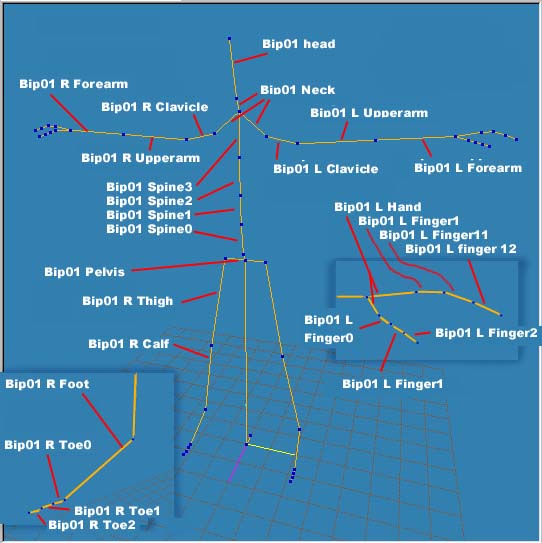 Bip01 head
Bip01 R Forearm
Bip01 Neck
Bip01 R Clavicle
Bip01 L Upperarm
Bip01 R Upperarm
Bip01 L Clavicle
Bip01 L Forearm
Bip01 Spine3
Bip01 Spine2
Bip01 Spine1
Bip01 Spine0
Bip01 L Hand
Bip01 L Finger1
Bip01 L Finger11
Bip01 L finger 12
Bip01 Pelvis
Bip01 R Thigh
Bip01 L
Finger0
Bip01 L Finger2
Bip01 R Calf
Bip01 L Finger1
Bip01 R Foot
Bip01 R Toe0
Bip01 R Toe1
Bip01 R Toe2